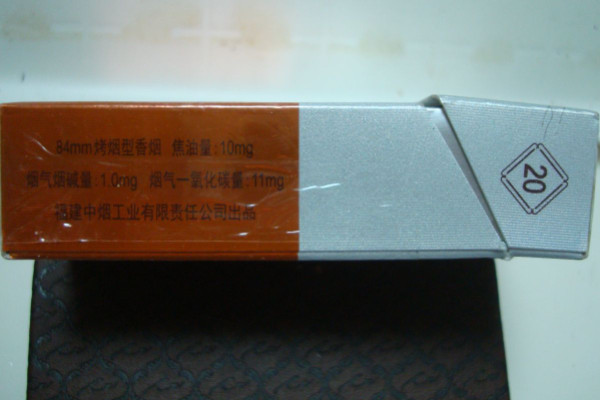 84mm烤烟型香烟 焦油量:10mg
烟气烟碱量:1.0mg 烟气一氧化碳量:11mg
福建中烟工业有限责任公司出品
20